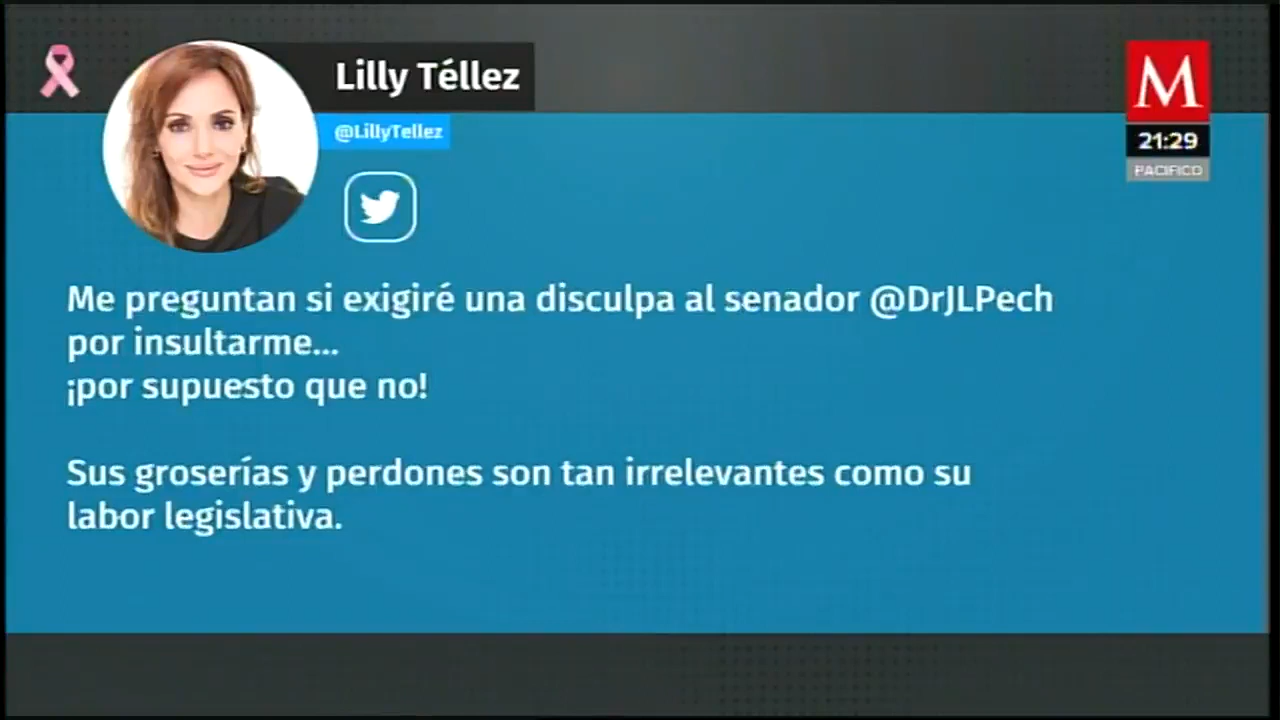 Lilly Téllez
@LillyTellez
M
21:29
PACIFICO
Me preguntan si exigiré una disculpa al senador @DrJLPech
por insultarme...
¡por supuesto que no!
Sus groserías y perdones son tan irrelevantes como su
labor legislativa.